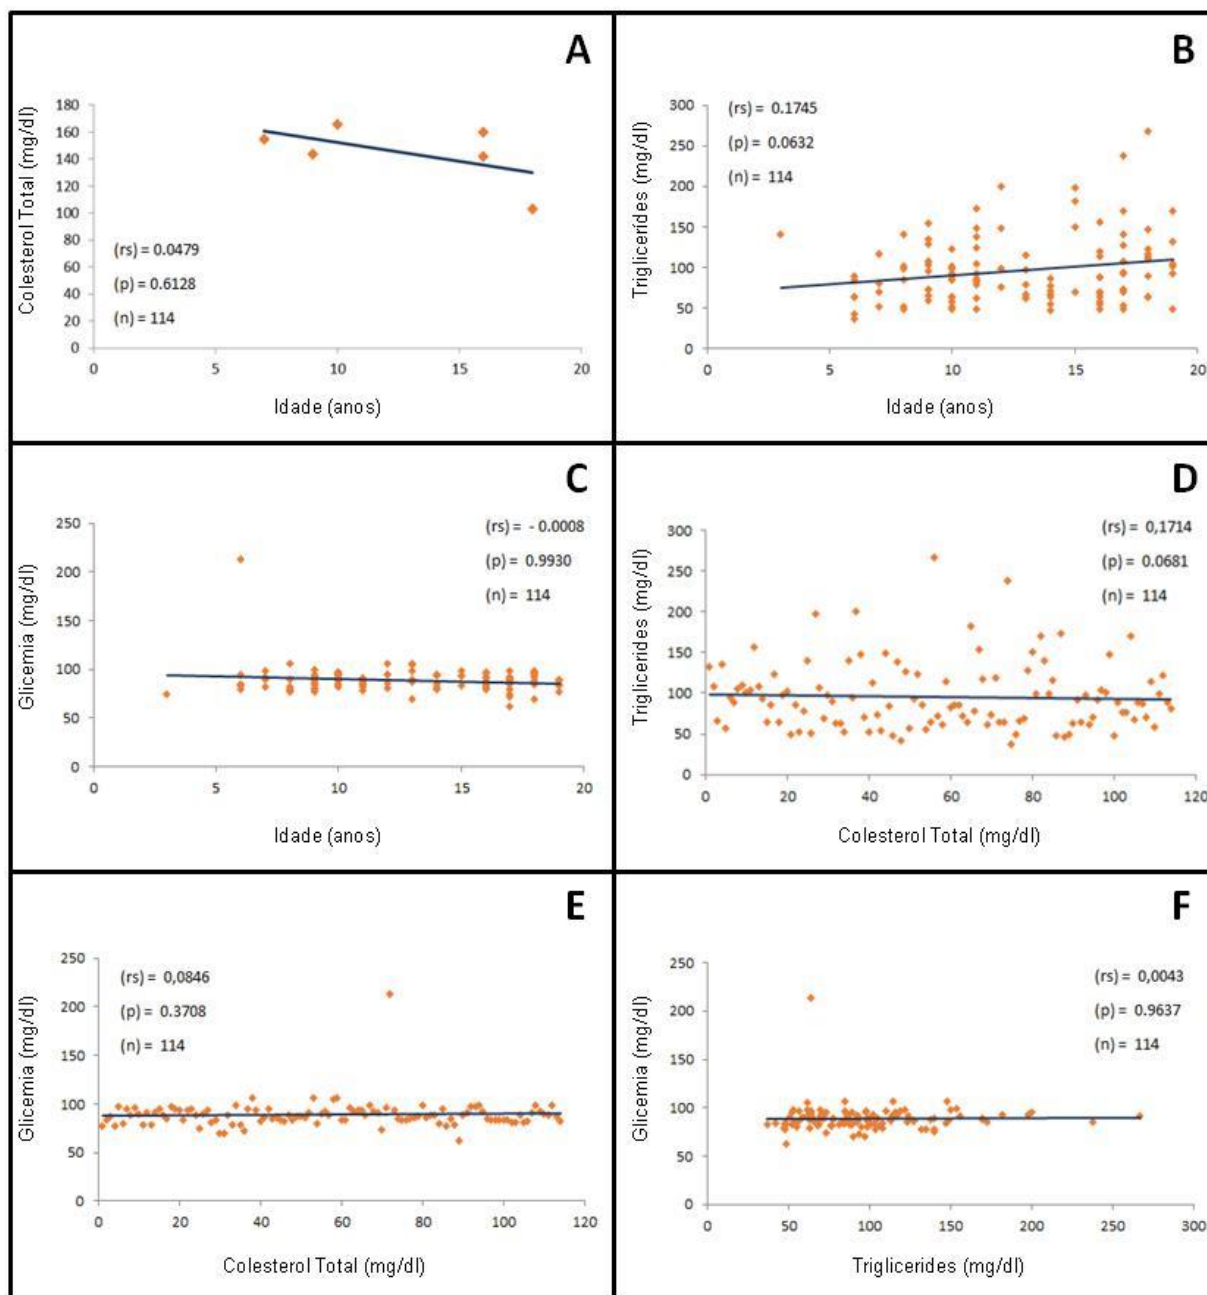 A
Colesterol Total (mg/dl)
180
160
140
120
100
80
60
40
20
0
(rs) = 0.0479
(p) = 0.6128
(n) = 114
0 5 10 15 20
Idade (anos)
B
Triglicerídes (mg/dl)
300
250
200
150
100
50
0
(rs) = 0.1745
(p) = 0.0632
(n) = 114
0 5 10 15 20
Idade (anos)
C
Glicemia (mg/dl)
250
200
150
100
50
0
(rs) = - 0.0008
(p) = 0.9930
(n) = 114
0 5 10 15 20
Idade (anos)
D
Triglicerides (mg/dl)
300
250
200
150
100
50
0
(rs) = 0,1714
(p) = 0.0681
(n) = 114
0 20 40 60 80 100 120
Colesterol Total (mg/dl)
E
Glicemia (mg/dl)
250
200
150
100
50
0
(rs) = 0,0846
(p) = 0.3708
(n) = 114
0 20 40 60 80 100 120
Colesterol Total (mg/dl)
F
Glicemia (mg/dl)
250
200
150
100
50
0
(rs) = 0,0043
(p) = 0.9637
(n) = 114
0 50 100 150 200 250 300
Triglicerides (mg/dl)